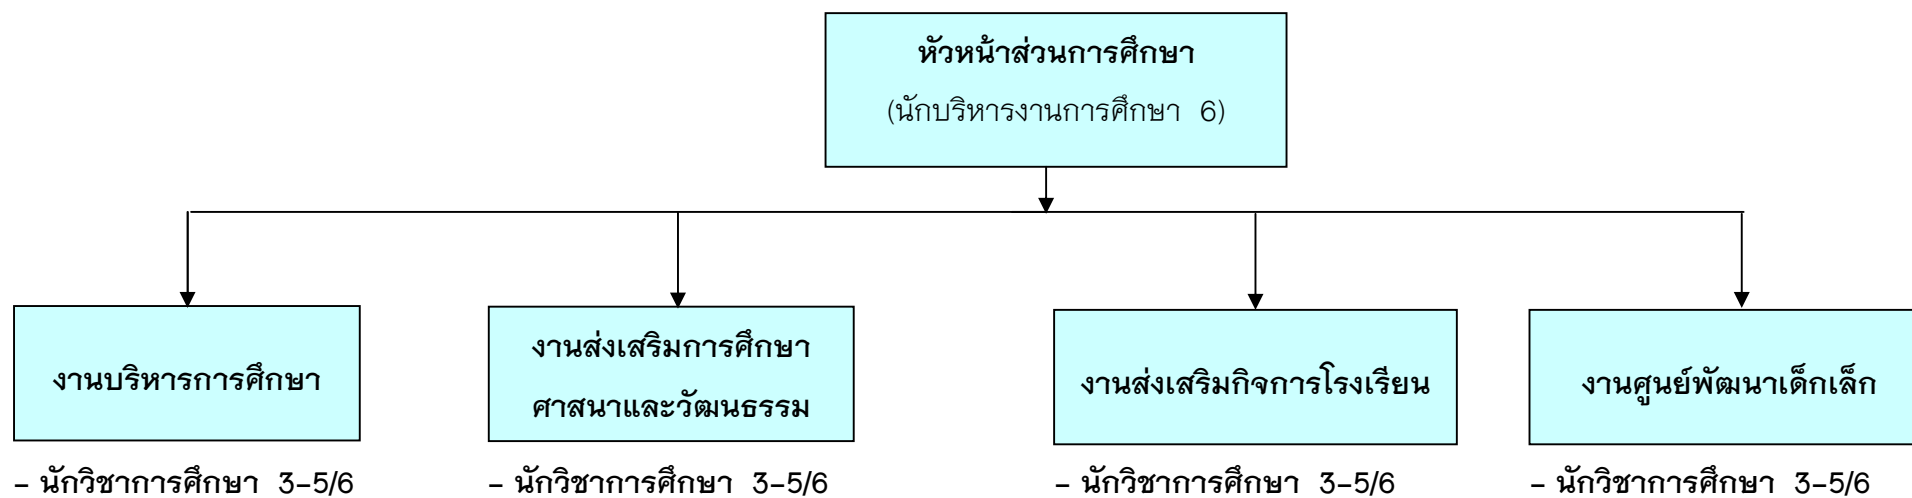 หัวหน้าส่วนการศึกษา
(นักบริหารงานการศึกษา 6)
งานบริหารการศึกษา
งานส่งเสริมการศึกษา
ศาสนาและวัฒนธรรม
งานส่งเสริมกิจการโรงเรียน
งานศูนย์พัฒนาเด็กเล็ก
- นักวิชาการศึกษา 3-5/6
- นักวิชาการศึกษา 3-5/6
- นักวิชาการศึกษา 3-5/6
- นักวิชาการศึกษา 3-5/6